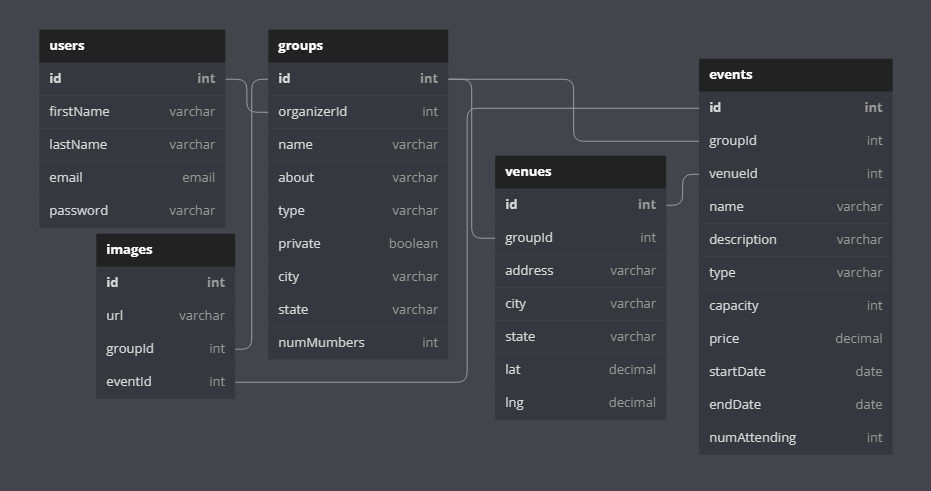 users
id int
firstName varchar
lastName varchar
email email
password varchar
images
id int
url varchar
groupId int
eventId int
groups
id int
organizerId int
name varchar
about varchar
type varchar
private boolean
city varchar
state varchar
numMumbers int
venues
id int
groupId int
address varchar
city varchar
state varchar
lat decimal
lng decimal
events
id int
groupId int
venueId int
name varchar
description varchar
type varchar
capacity int
price decimal
startDate date
endDate date
numAttending int